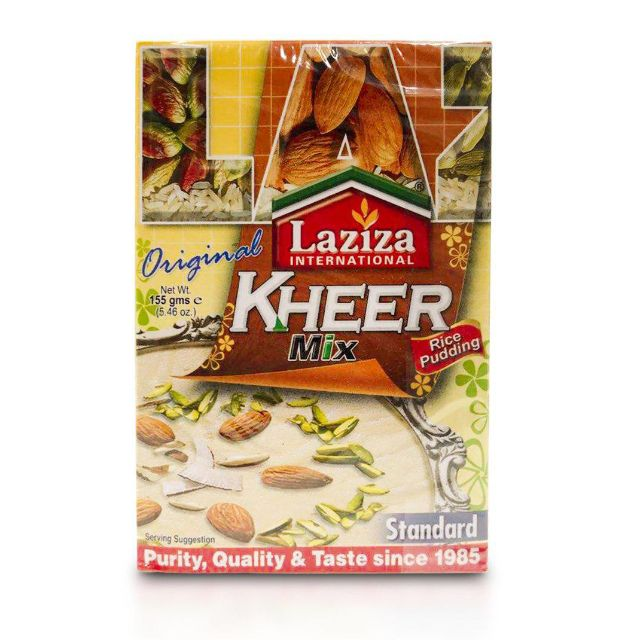 LAZ
Laziza
®
INTERNATIONAL
Original
KHEER
Mix
Net Wt.
155 gms e
(5.46 oz.)
Rice
Pudding
Serving Suggestion
Standard
Purity, Quality & Taste since 1985